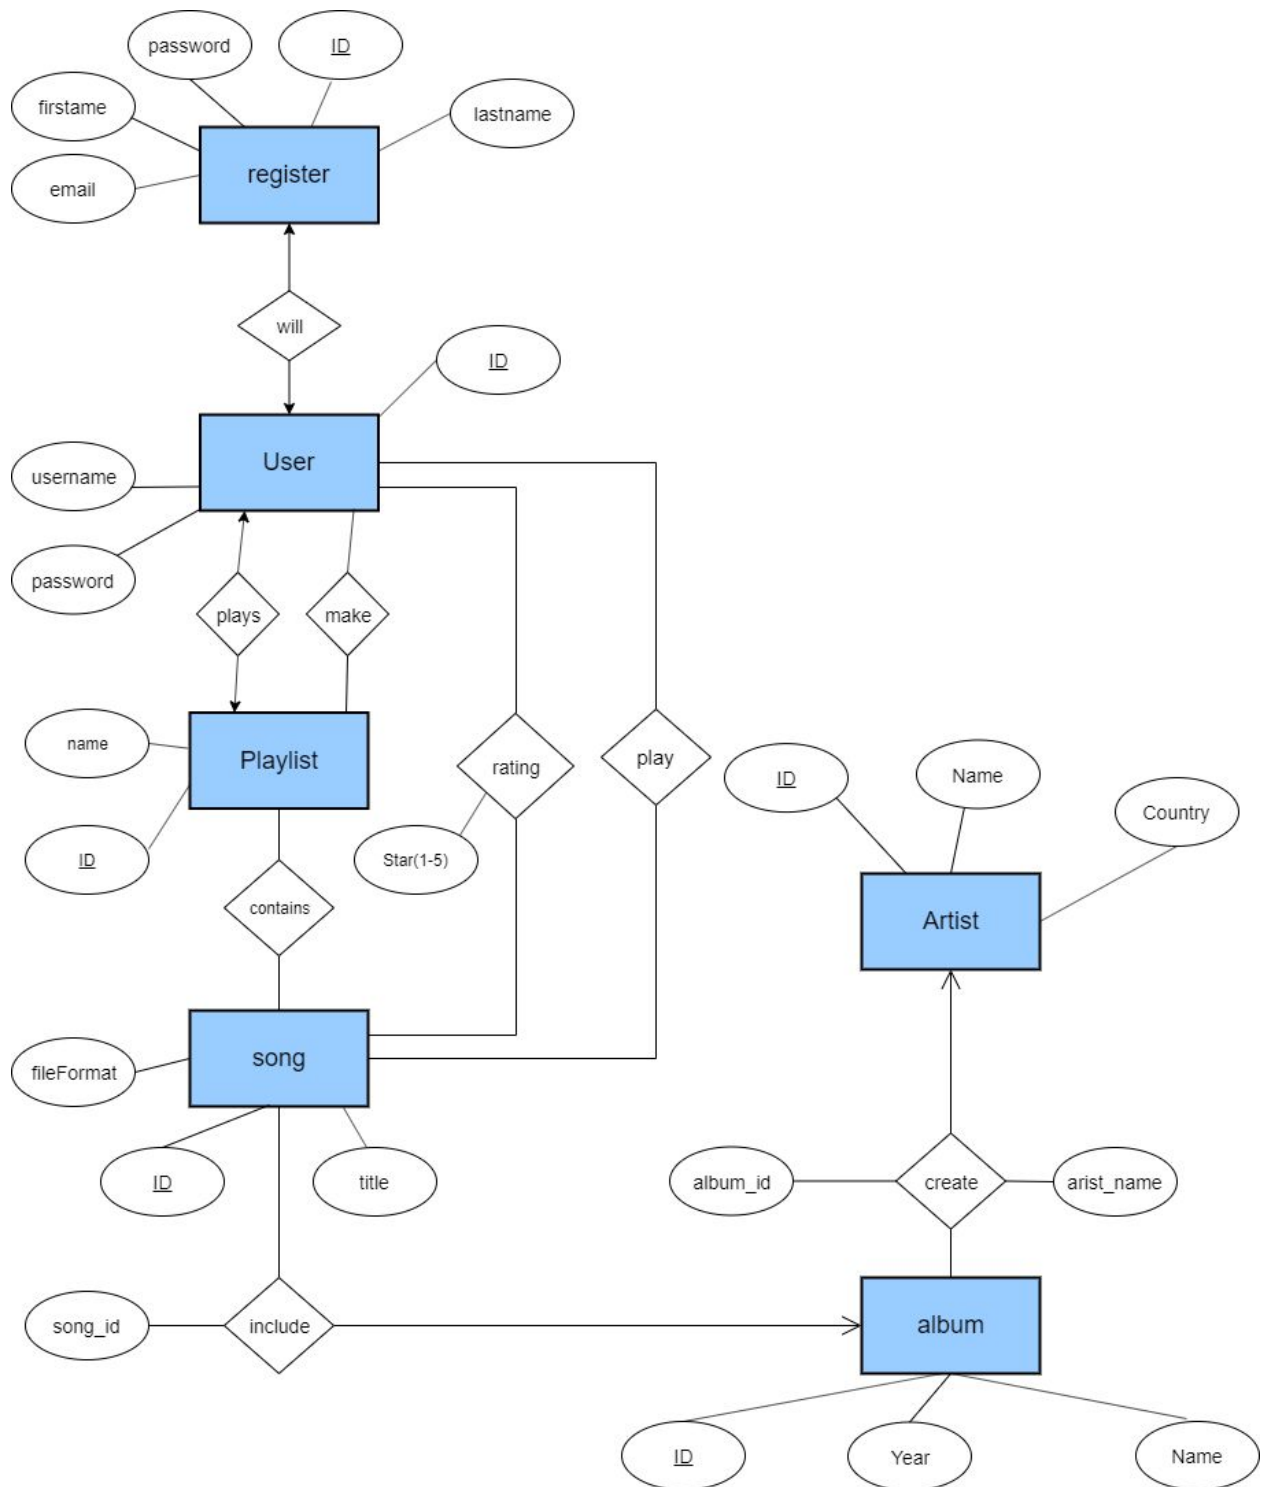 password
ID
firstame
lastname
register
email
will
ID
User
username
password
plays
make
name
Playlist
rating
play
ID
Name
Country
ID
Star(1-5)
contains
Artist
song
fileFormat
ID
title
album_id
create
arist_name
song_id
include
album
ID
Year
Name